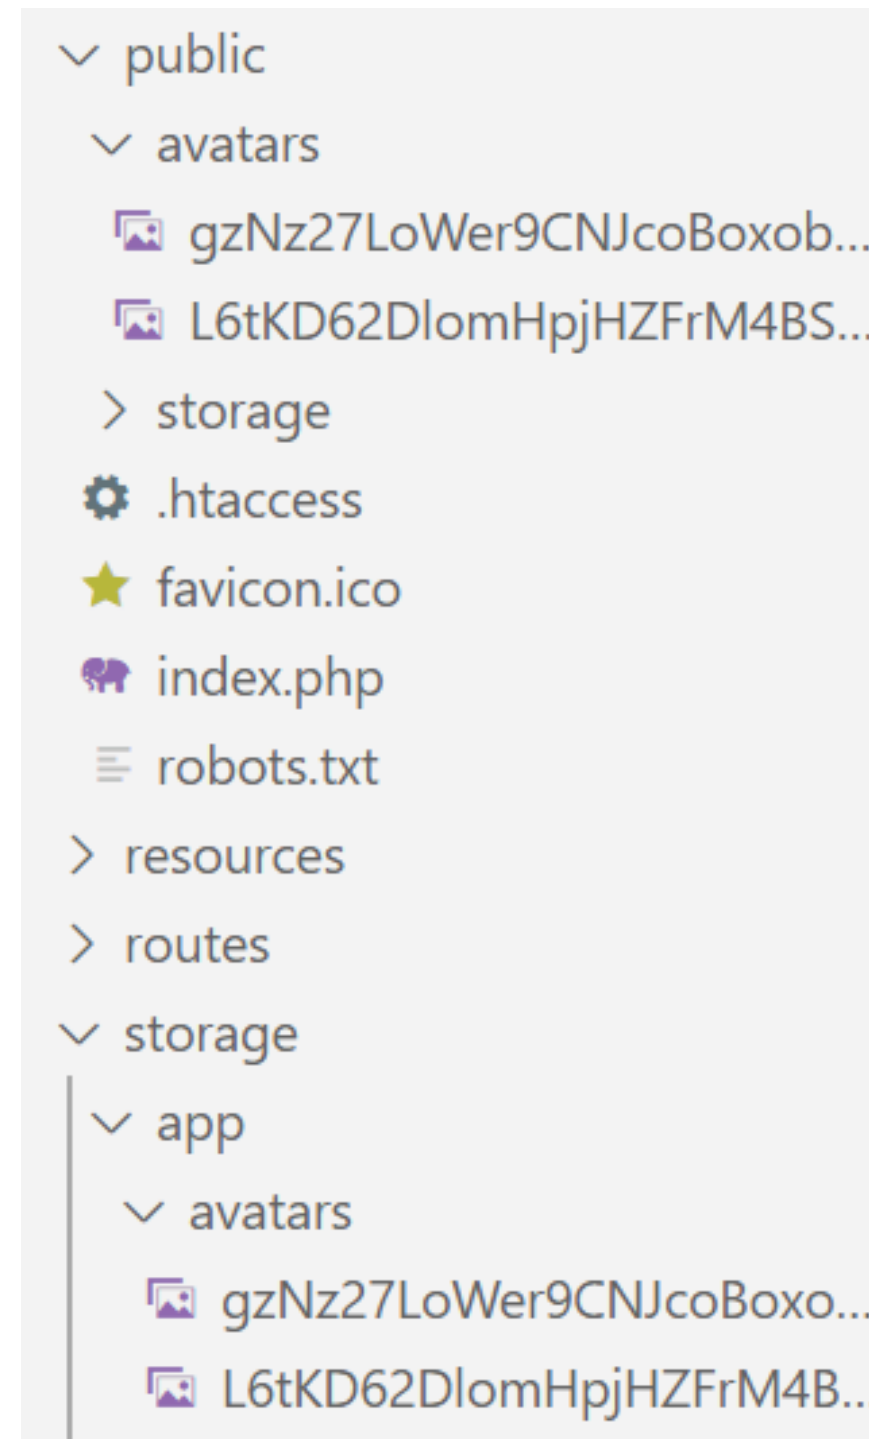 public
avatars
gzNz27LoWer9CNJcoBoxob...
L6tKD62DlomHpjHZFrM4BS...
storage
.htaccess
favicon.ico
index.php
robots.txt
resources
routes
storage
app
avatars
gzNz27LoWer9CNJcoBoxo...
L6tKD62DlomHpjHZFrM4B...